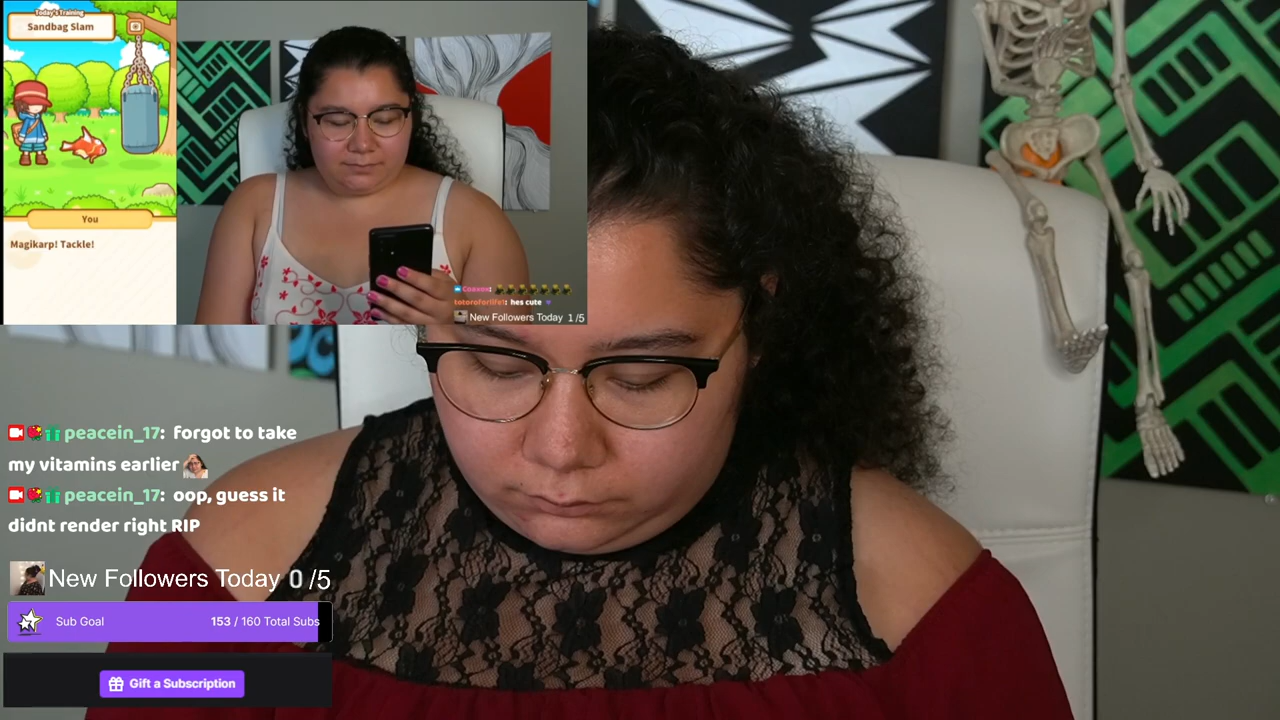 Today's Training
Sandbag Slam
You
Magikarp! Tackle!
totoroforlife!: hes cute
New Followers Today 1 /5
peacein_17: forgot to take
my vitamins earlier
peacein_17: oop, guess it
didnt render right RIP
New Followers Today 0 /5
Sub Goal 153 / 160 Total Subs
Gift a Subscription